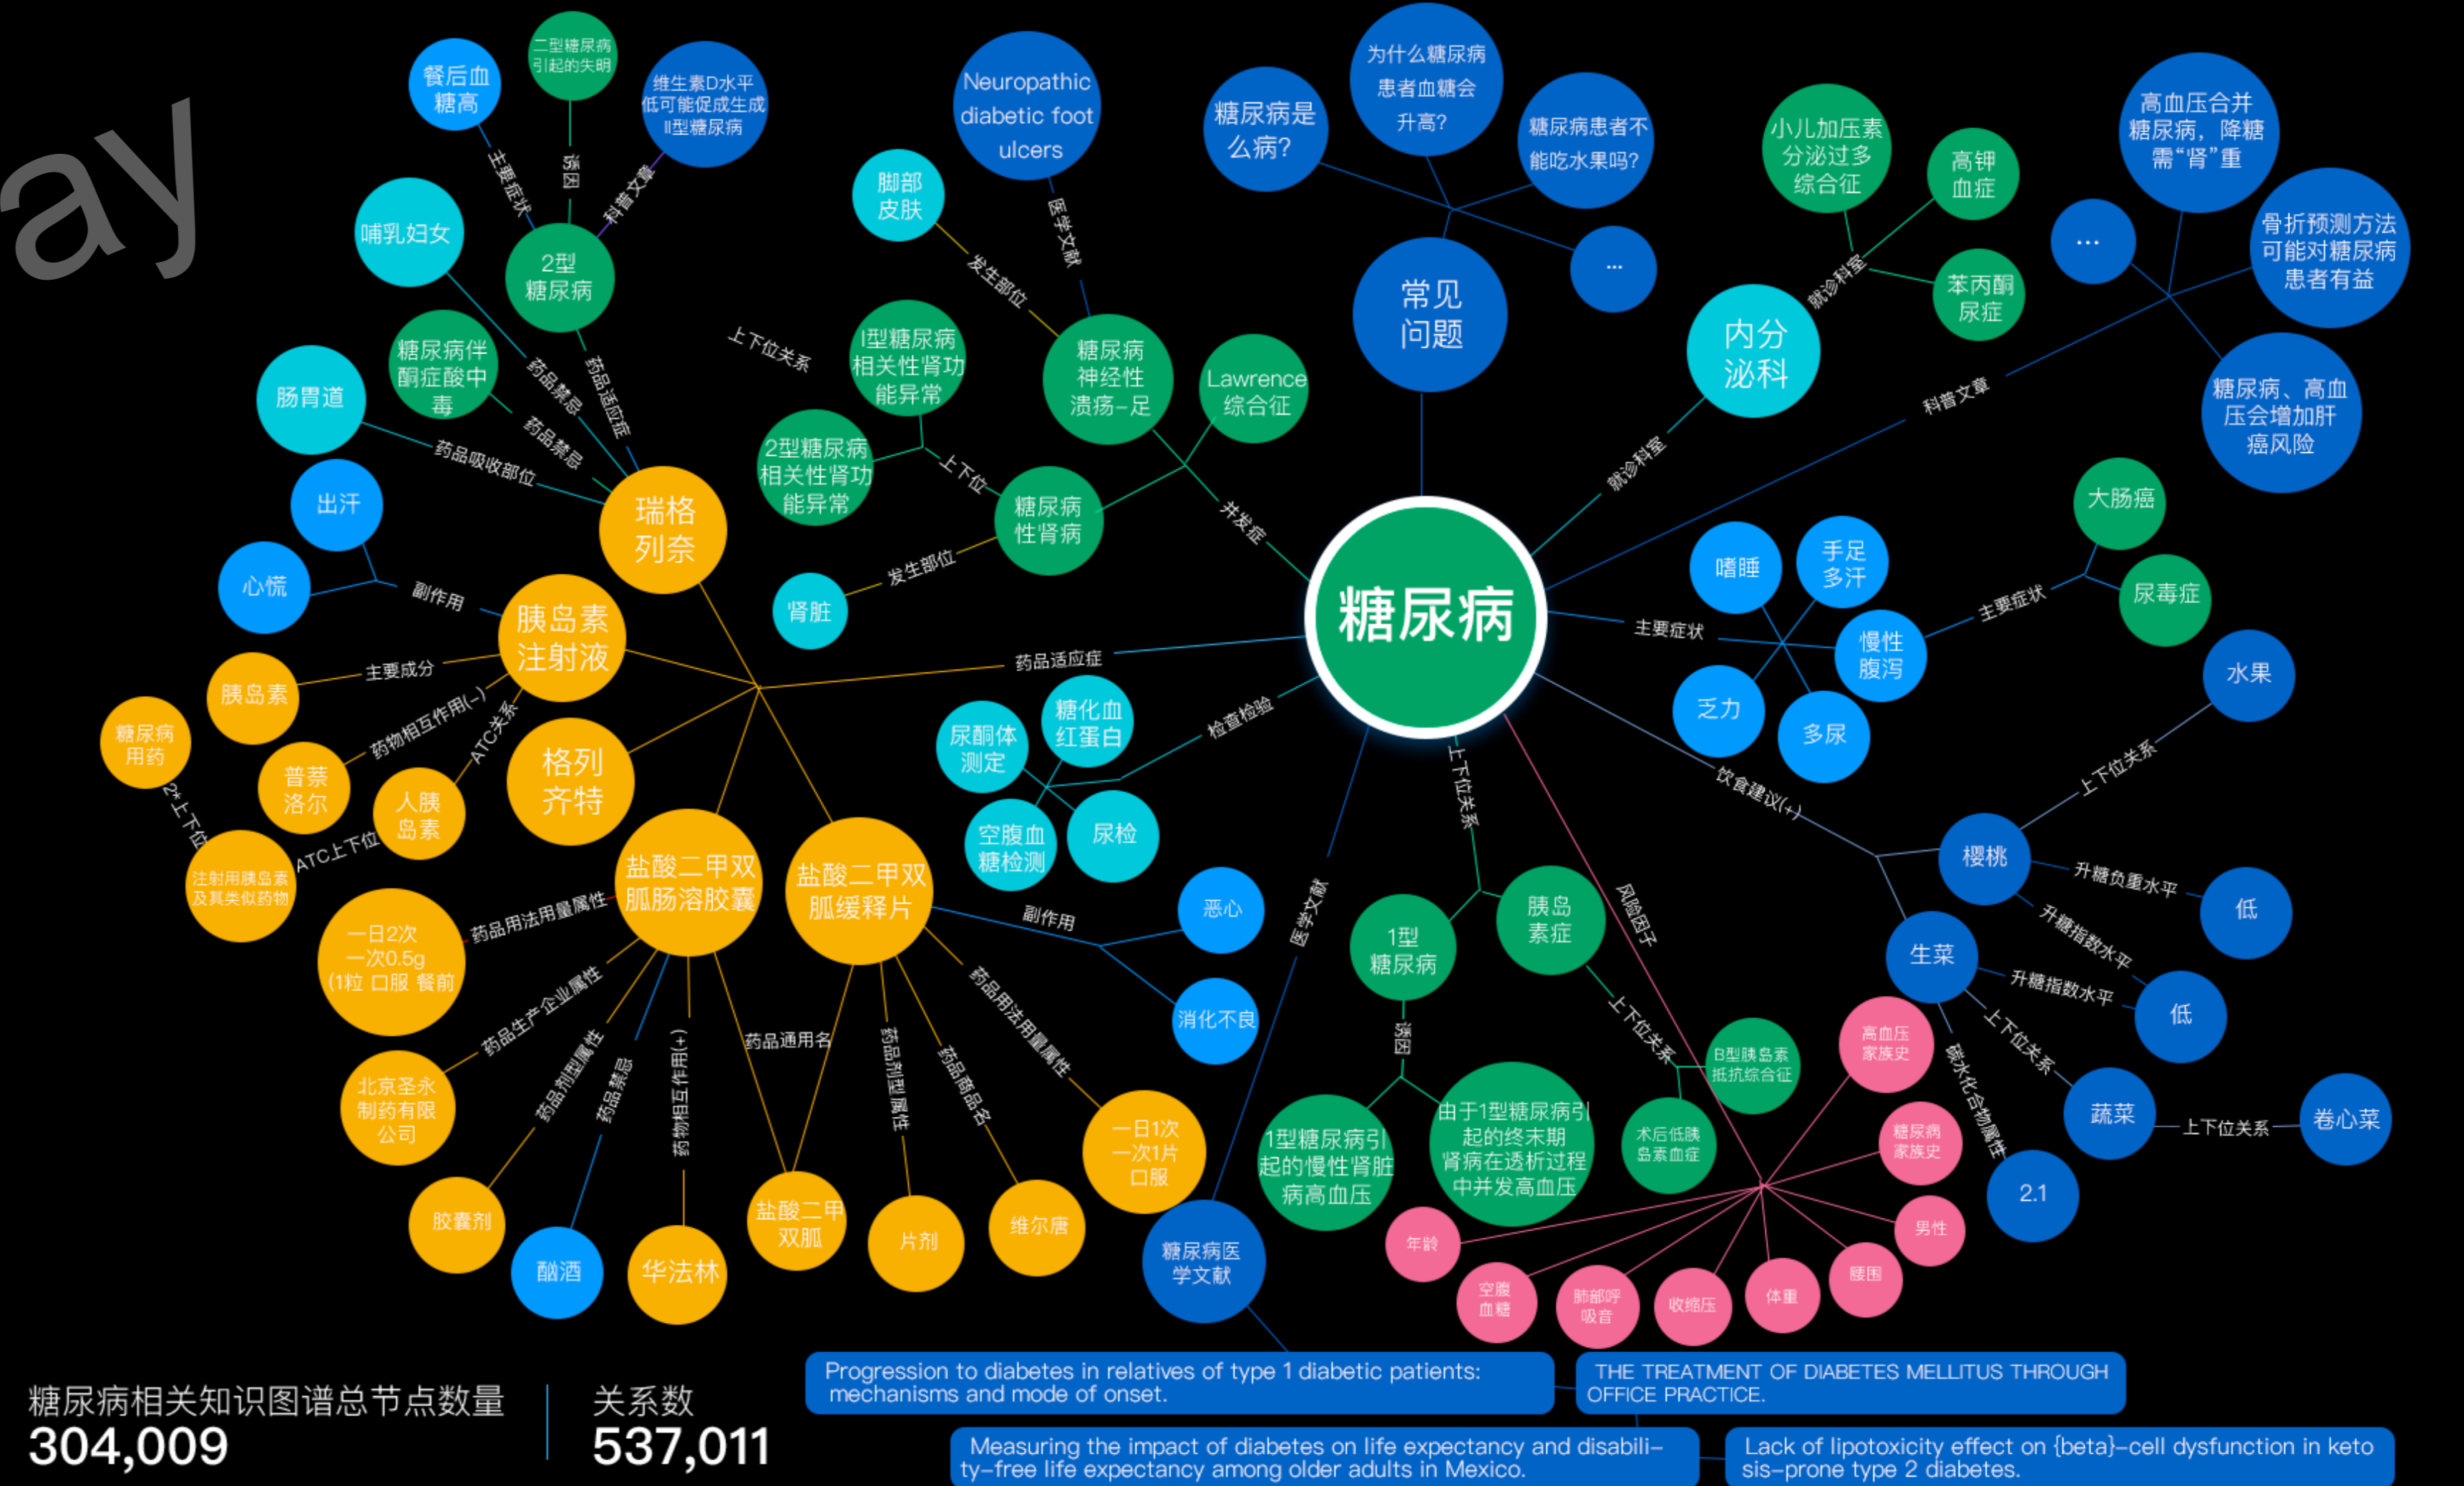 ay
餐后血
糖高
二型糖尿病
引起的失明
维生素D水平
低可能促成生成
II型糖尿病
主要症状
诱因
科普文章
哺乳妇女
2型
糖尿病
糖尿病伴
酮症酸中
毒
肠胃道
药品禁忌
药品适应症
药品禁忌
药品吸收部位
瑞格
列奈
出汗
心慌
副作用
胰岛素
注射液
主要成分
胰岛素
药物相互作用(-)
ATC关系
糖尿病
用药
普萘
洛尔
人胰
岛素
2*上下位
注射用胰岛素
及其类似药物
ATC上下位
格列
齐特
Neuropathic
diabetic foot
ulcers
脚部
皮肤
医学文献
发生部位
上下位关系
I型糖尿病
相关性肾功
能异常
糖尿病
神经性
溃疡-足
Lawrence
综合征
2型糖尿病
相关性肾功
能异常
上下位
糖尿病
性肾病
并发症
发生部位
肾脏
药品适应症
糖尿病是
么病?
为什么糖尿病
患者血糖会
升高?
糖尿病患者不
能吃水果吗?
...
常见
问题
小儿加压素
分泌过多
综合征
高钾
血症
苯丙酮
尿症
就诊科室
内分
泌科
就诊科室
高血压合并
糖尿病，降糖
需“肾”重
...
骨折预测方法
可能对糖尿病
患者有益
糖尿病、高血
压会增加肝
癌风险
科普文章
糖尿病
嗜睡
手足
多汗
慢性
腹泻
乏力
多尿
主要症状
主要症状
大肠癌
尿毒症
水果
上下位关系
饮食建议(+)
樱桃
升糖负重水平
低
升糖指数水平
生菜
升糖指数水平
低
上下位关系
碳水化合物属性
蔬菜
上下位关系
卷心菜
2.1
检查检验
尿酮体
测定
糖化血
红蛋白
空腹血
糖检测
尿检
上下位关系
风险因子
医学文献
1型
糖尿病
胰岛
素症
诱因
上下位关系
1型糖尿病引
起的慢性肾脏
病高血压
由于1型糖尿病引
起的终末期
肾病在透析过程
中并发高血压
B型胰岛素
抵抗综合征
术后低胰
岛素血症
高血压
家族史
糖尿病
家族史
男性
腰围
体重
收缩压
肺部呼
吸音
空腹
血糖
年龄
盐酸二甲双
胍肠溶胶囊
盐酸二甲双
胍缓释片
药品用法用量属性
一日2次
一次0.5g
(1粒 口服 餐前
药品生产企业属性
北京圣永
制药有限
公司
药品剂型属性
胶囊剂
药品禁忌
酗酒
药物相互作用(+)
华法林
药品通用名
盐酸二甲
双胍
药品剂型属性
片剂
药品商品名
维尔唐
药品用法用量属性
一日1次
一次1片
口服
副作用
恶心
消化不良
糖尿病医
学文献
Progression to diabetes in relatives of type 1 diabetic patients:
mechanisms and mode of onset.
THE TREATMENT OF DIABETES MELLITUS THROUGH
OFFICE PRACTICE.
Measuring the impact of diabetes on life expectancy and disabili-
ty-free life expectancy among older adults in Mexico.
Lack of lipotoxicity effect on {beta}-cell dysfunction in keto
sis-prone type 2 diabetes.
糖尿病相关知识图谱总节点数量
304,009
关系数
537,011